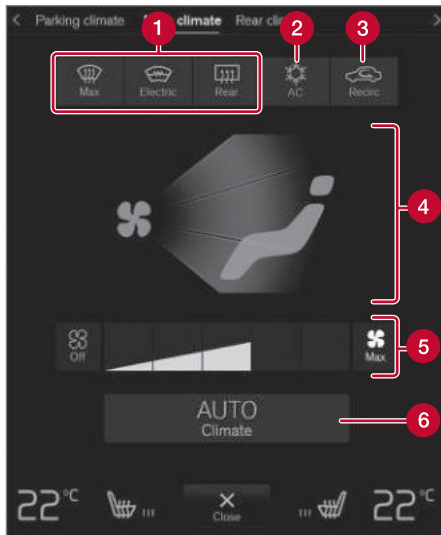 Parking climate climate Rear
1 2 3
Max Electric Rear AC Recirc
4
Off Max 5
AUTO
Climate 6
22°C 22°C
Close